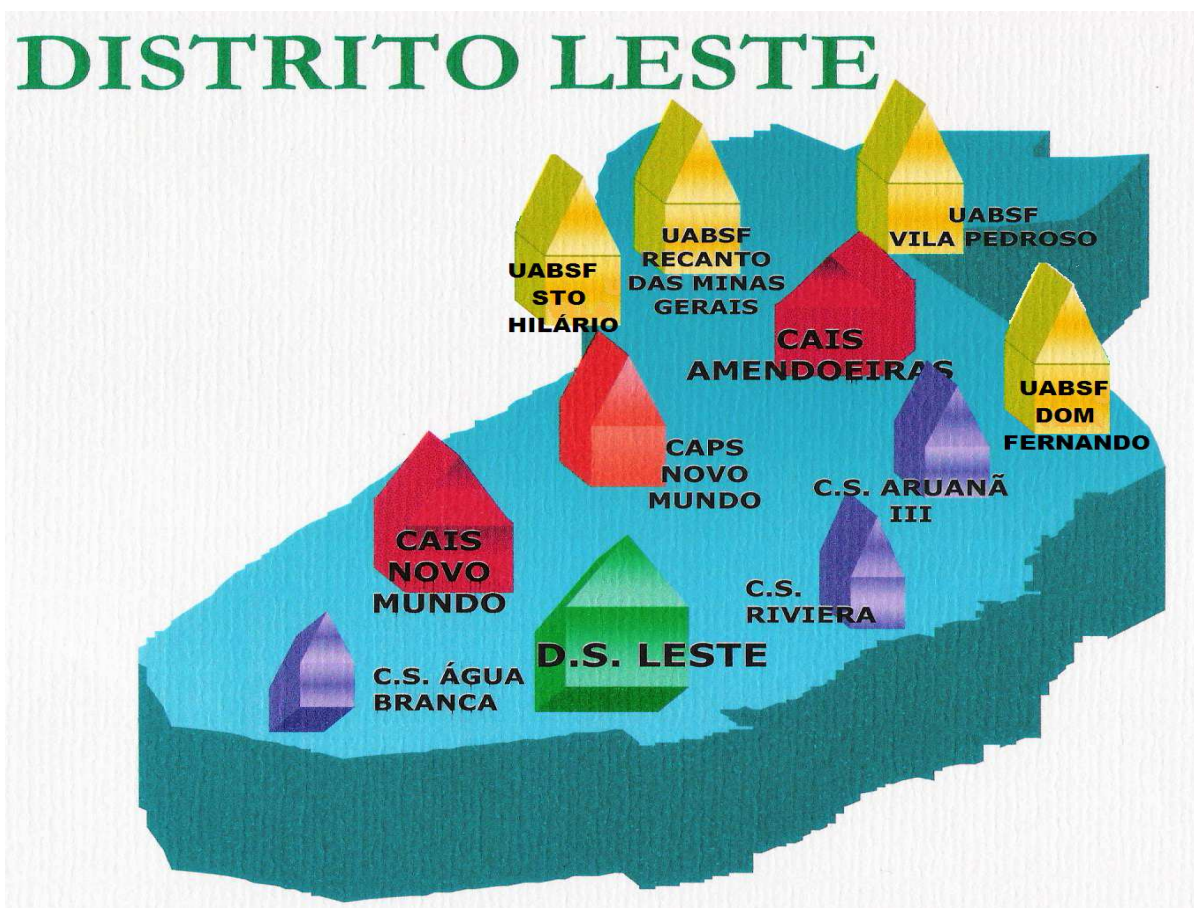 DISTRITO LESTE
UABSF
VILA PEDROSO
UABSF
RECANTO
DAS MINAS
GERAIS
UABSF
STO
HILÁRIO
CAIS
AMENDOEIRAS
UABSF
DOM
FERNANDO
CAPS
NOVO
MUNDO
C.S. ARUANÃ
III
CAIS
NOVO
MUNDO
C.S.
RIVIERA
D.S. LESTE
C.S. ÁGUA
BRANCA